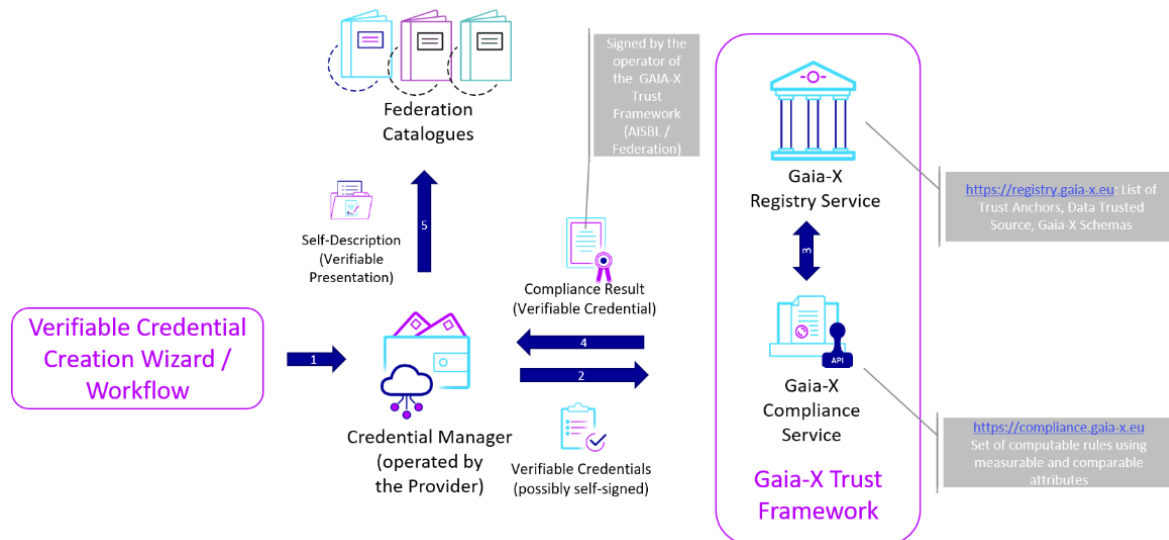 Federation
Catalogues
Signed by the
operator of
the GAIA-X
Trust
Framework
(AISBL /
Federation)
Gaia-X
Registry Service
https://registry.gaia-x.eu: List of
Trust Anchors, Data Trusted
Source, Gaia-X Schemas
Self-Description
(Verifiable
Presentation)
5
Compliance Result
(Verifiable Credential)
3
Verifiable Credential
Creation Wizard /
Workflow
1
4
2
API
Credential Manager
(operated by
the Provider)
Verifiable Credentials
(possibly self-signed)
Gaia-X
Compliance
Service
https://compliance.gaia-x.eu
Set of computable rules using
measurable and comparable
attributes
Gaia-X Trust
Framework